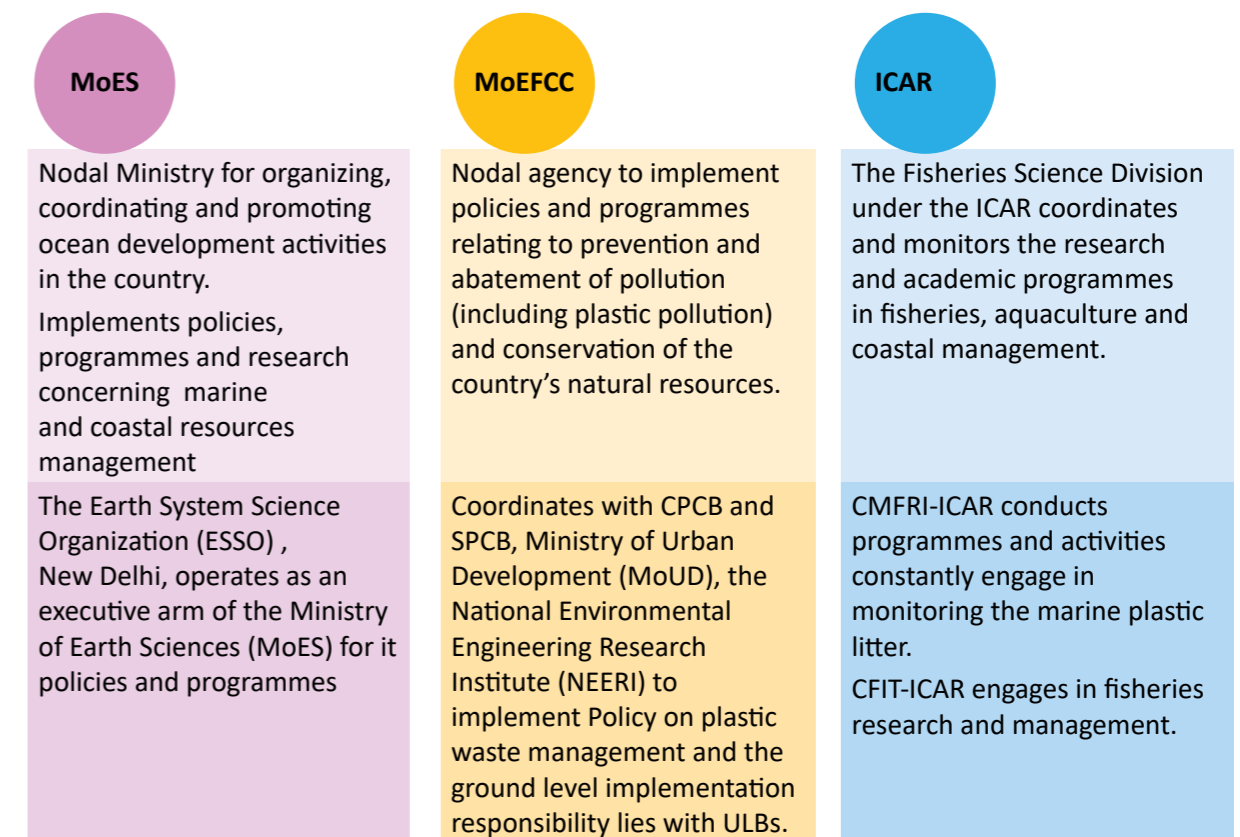 MoES
Nodal Ministry for organizing,
coordinating and promoting
ocean development activities
in the country.
Implements policies,
programmes and research
concerning  marine
and coastal resources
management
The Earth System Science
Organization (ESSO) ,
New Delhi, operates as an
executive arm of the Ministry
of Earth Sciences (MoES) for it
policies and programmes
MoEFCC
Nodal agency to implement
policies and programmes
relating to prevention and
abatement of pollution
(including plastic pollution)
and conservation of the
country’s natural resources.
Coordinates with CPCB and
SPCB, Ministry of Urban
Development (MoUD), the
National Environmental
Engineering Research
Institute (NEERI) to
implement Policy on plastic
waste management and the
ground level implementation
responsibility lies with ULBs.
ICAR
The Fisheries Science Division
under the ICAR coordinates
and monitors the research
and academic programmes
in fisheries, aquaculture and
coastal management.
CMFRI-ICAR conducts
programmes and activities
constantly engage in
monitoring the marine plastic
litter.
CFIT-ICAR engages in fisheries
research and management.